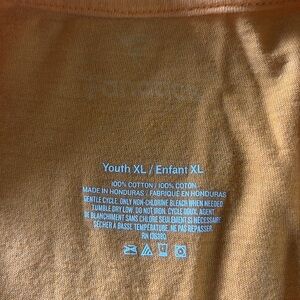 Youth XL / Enfant XL
100% COTTON / 100% COTON
MADE IN HONDURAS / FABRIQUE EN HONDURAS
GENTLE CYCLE. ONLY NON-CHLORINE BLEACH WHEN NEEDED
TUMBLE DRY LOW. DO NOT IRON. CYCLE DOUX. AGENT
DE BLANCHIMENT SANS CHLORE SEULEMENT SI NÉCESSAIRE
SÉCHER A BASSE TEMPÉRATURE. NE PAS REPASSER.